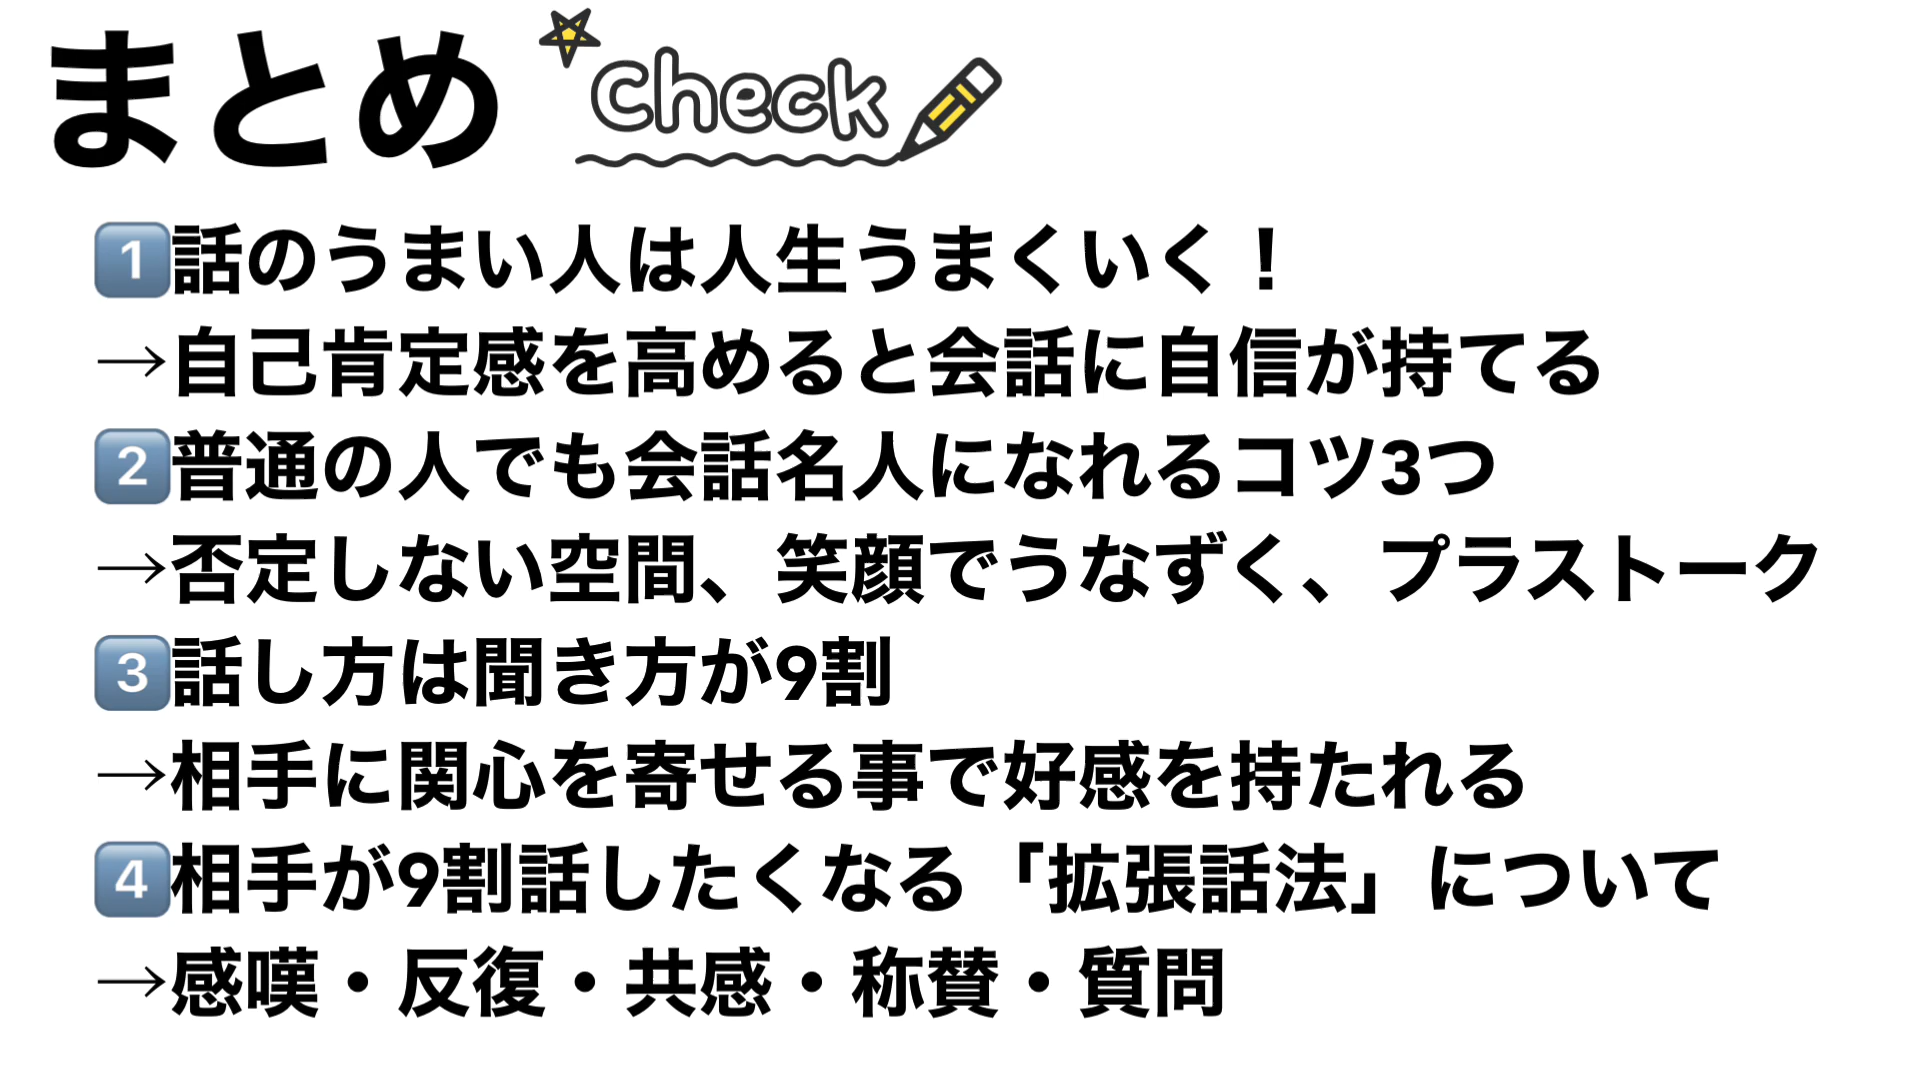 まとめ Check
1️⃣話のうまい人は人生うまくいく！
→自己肯定感を高めると会話に自信が持てる
2️⃣普通の人でも会話名人になれるコツ3つ
→否定しない空間、笑顔でうなずく、プラストーク
3️⃣話し方は聞き方が9割
→相手に関心を寄せる事で好感を持たれる
4️⃣相手が9割話したくなる「拡張話法」について
→感嘆・反復・共感・称賛・質問